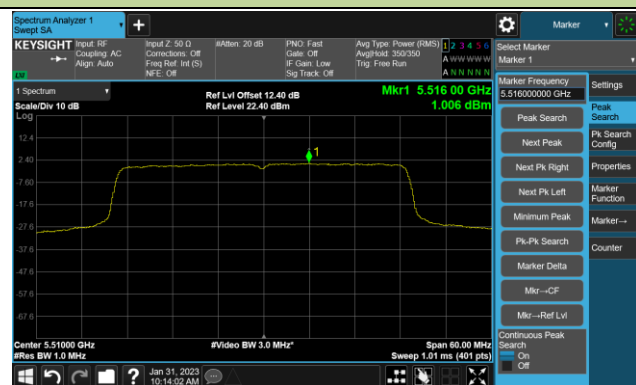 Spectrum Analyzer 1
Swept SA
+
Marker
KEYSIGHT
Input: RF
Coupling: AC
Align: Auto
Input Z: 50 Ω
Corrections: Off
Freq Ref: Int (S)
NFE: Off
#Atten: 20 dB
PNO: Fast
Gate: Off
IF Gain: Low
Sig Track: Off
Avg Type: Power (RMS)
Avg|Hold: 350/350
Trig: Free Run
1 2 3 4 5 6
A W W W W W
A N N N N N
LW
Select Marker
Marker 1
1 Spectrum
Scale/Div 10 dB
Log
Ref Lvl Offset 12.40 dB
Ref Level 22.40 dBm
Mkr1 5.516 00 GHz
1.006 dBm
12.4
2.40
-7.60
-17.6
-27.6
-37.6
-47.6
-57.6
-67.6
1
Center 5.51000 GHz
#Res BW 1.0 MHz
#Video BW 3.0 MHz*
Span 60.00 MHz
Sweep 1.01 ms (401 pts)
Marker Frequency
5.516000000 GHz
Peak Search
Next Peak
Next Pk Right
Next Pk Left
Minimum Peak
Pk-Pk Search
Marker Delta
Mkr→CF
Mkr→Ref Lvl
Continuous Peak
Search
On
Off
Settings
Peak
Search
Pk Search
Config
Properties
Marker
Function
Marker→
Counter
?
Jan 31, 2023
10:14:02 AM